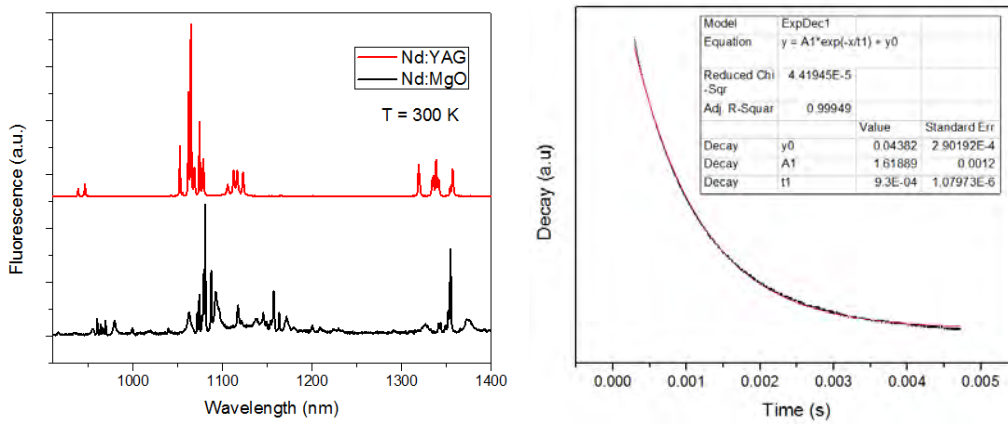 Nd:YAG
Nd:MgO
T = 300 K
Fluorescence (a.u.)
1000 1100 1200 1300 1400
Wavelength (nm)
Model ExpDec1
Equation y = A1*exp(-x/t1) + y0
Reduced Chi 4.41945E-5
-Sqr
Adj. R-Squar 0.99949
Value Standard Err
Decay y0 0.04382 2.90192E-4
Decay A1 1.61889 0.0012
Decay t1 9.3E-04 1.07973E-6
Decay (a.u)
0.000 0.001 0.002 0.003 0.004 0.005
Time (s)